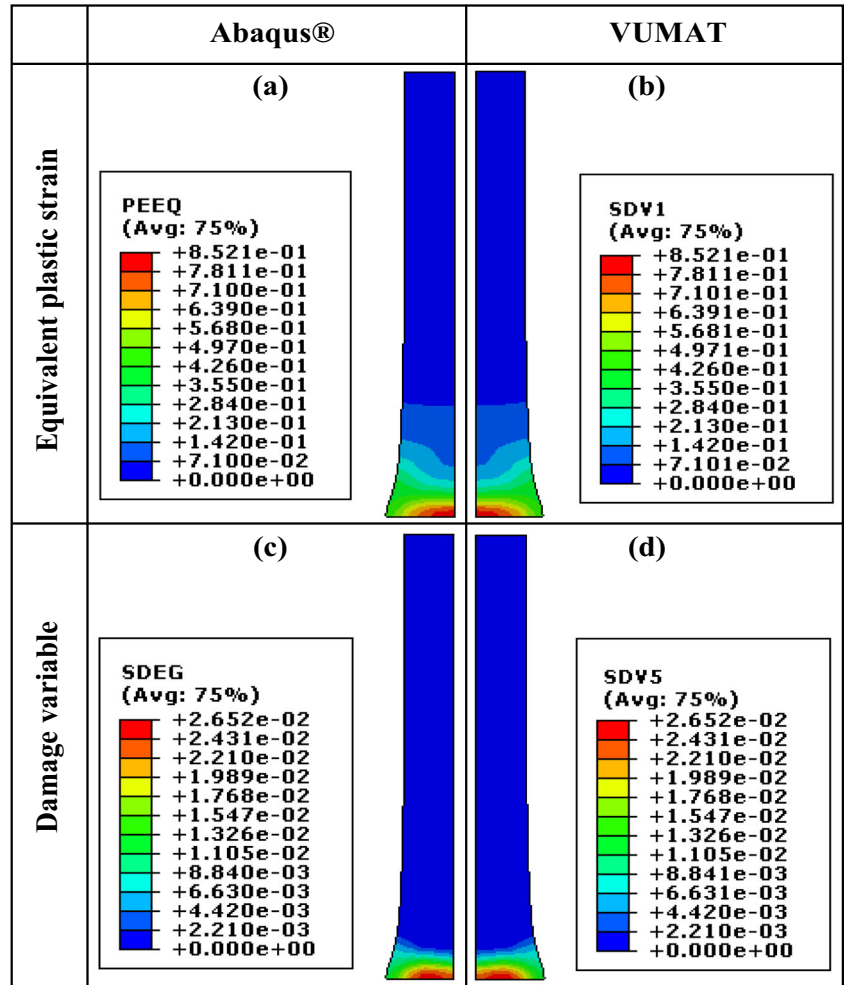 Abaqus®
VUMAT
Equivalent plastic strain
(a)
PEEQ
(Avg: 75%)
+8.521e-01
+7.811e-01
+7.100e-01
+6.390e-01
+5.680e-01
+4.970e-01
+4.260e-01
+3.550e-01
+2.840e-01
+2.130e-01
+1.420e-01
+7.100e-02
+0.000e+00
(b)
SDV1
(Avg: 75%)
+8.521e-01
+7.811e-01
+7.101e-01
+6.391e-01
+5.681e-01
+4.971e-01
+4.260e-01
+3.550e-01
+2.840e-01
+2.130e-01
+1.420e-01
+7.101e-02
+0.000e+00
Damage variable
(c)
SDEG
(Avg: 75%)
+2.652e-02
+2.431e-02
+2.210e-02
+1.989e-02
+1.768e-02
+1.547e-02
+1.326e-02
+1.105e-02
+8.840e-03
+6.630e-03
+4.420e-03
+2.210e-03
+0.000e+00
(d)
SDV5
(Avg: 75%)
+2.652e-02
+2.431e-02
+2.210e-02
+1.989e-02
+1.768e-02
+1.547e-02
+1.326e-02
+1.105e-02
+8.841e-03
+6.631e-03
+4.420e-03
+2.210e-03
+0.000e+00